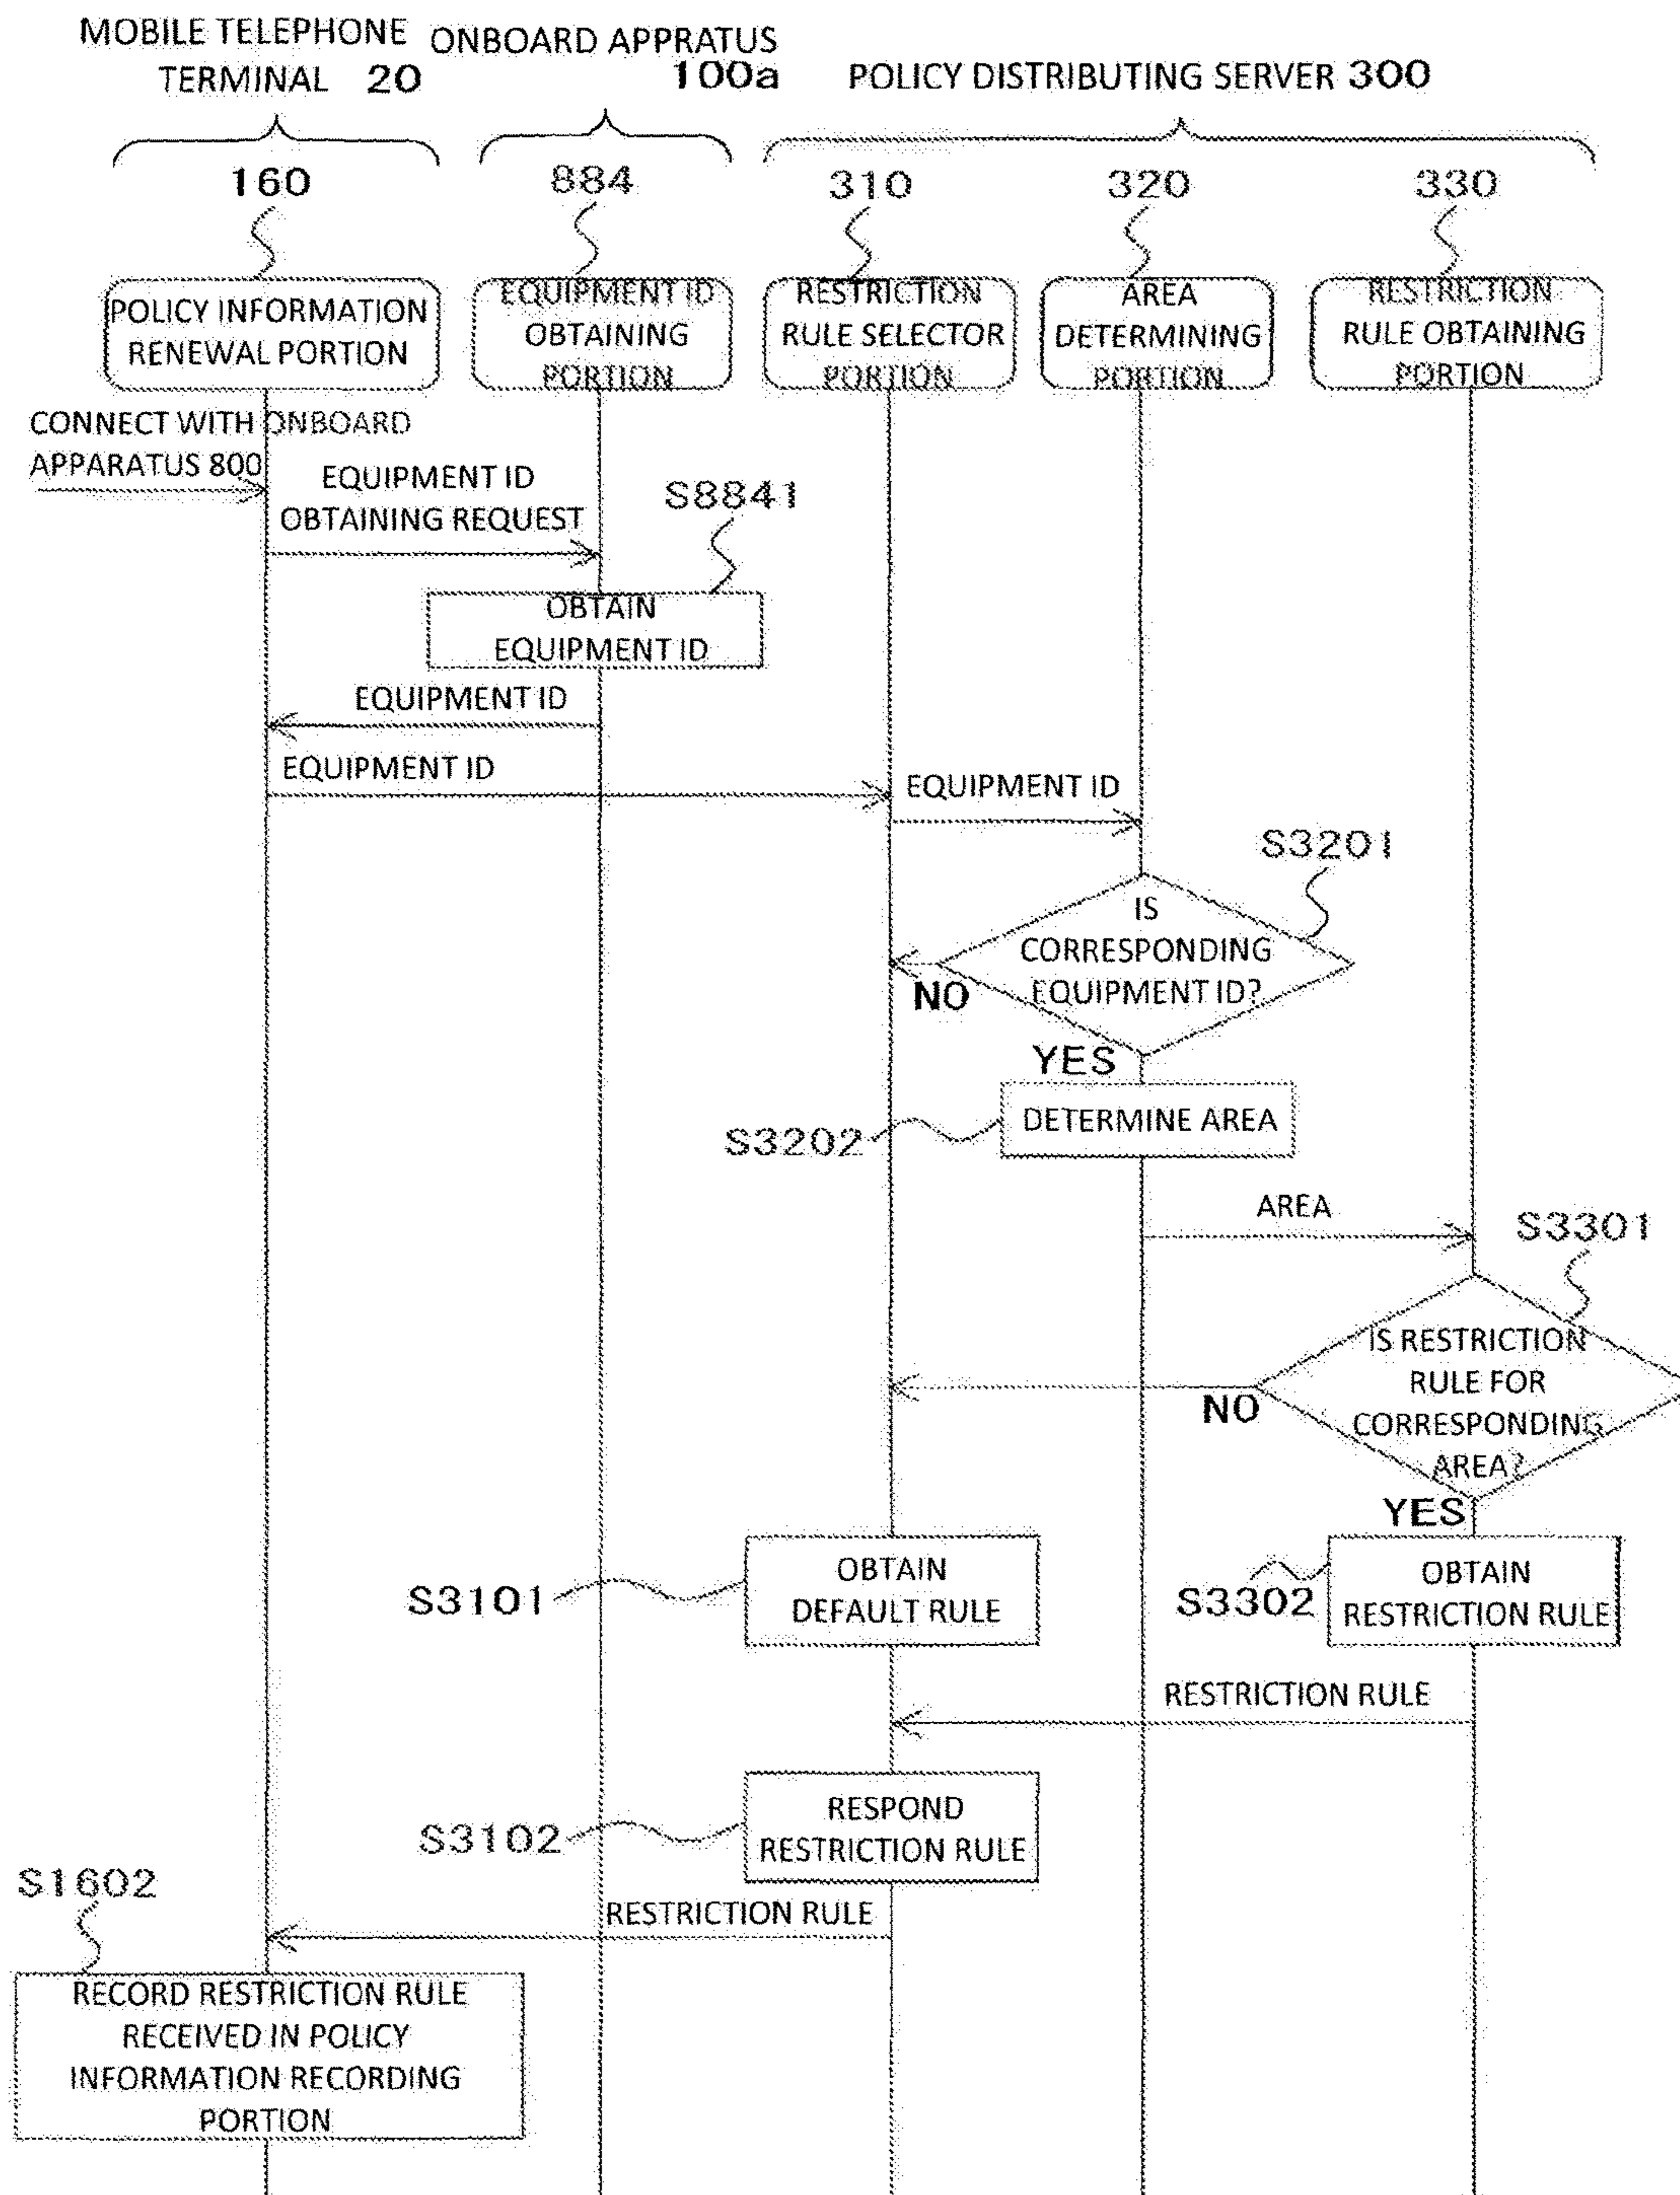 MOBILE TELEPHONE
TERMINAL 20
ONBOARD APPRATUS
100a
POLICY DISTRIBUTING SERVER 300
160
884
310
320
330
POLICY INFORMATION
RENEWAL PORTION
EQUIPMENT ID
OBTAINING
PORTION
RESTRICTION
RULE SELECTOR
PORTION
AREA
DETERMINING
PORTION
RESTRICTION
RULE OBTAINING
PORTION
CONNECT WITH ONBOARD
APPARATUS 800
EQUIPMENT ID
OBTAINING REQUEST
S8841
OBTAIN
EQUIPMENT ID
EQUIPMENT ID
EQUIPMENT ID
EQUIPMENT ID
S3201
IS
CORRESPONDING
EQUIPMENT ID?
NO
YES
S3202
DETERMINE AREA
AREA
S3301
IS RESTRICTION
RULE FOR
CORRESPONDING
AREA?
NO
YES
S3101
OBTAIN
DEFAULT RULE
S3302
OBTAIN
RESTRICTION RULE
RESTRICTION RULE
S3102
RESPOND
RESTRICTION RULE
S1602
RESTRICTION RULE
RECORD RESTRICTION RULE
RECEIVED IN POLICY
INFORMATION RECORDING
PORTION